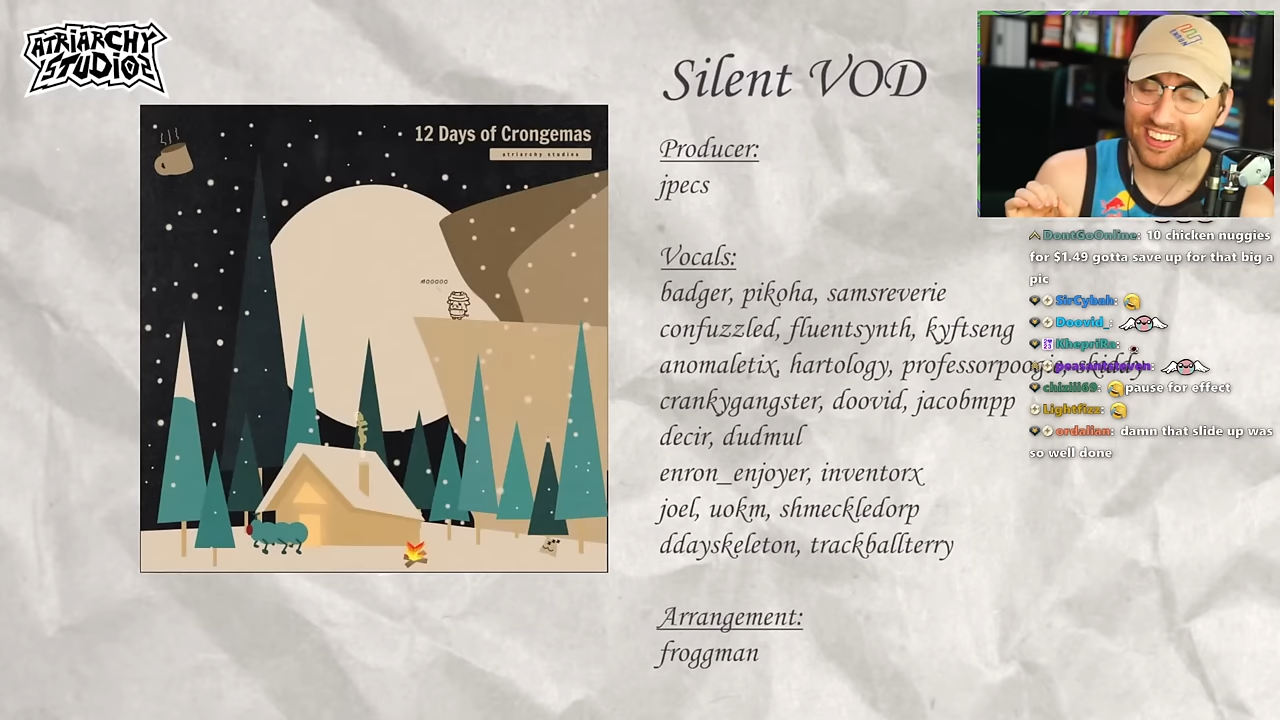 ATRIARCHY
STUDIOS
12 Days of Crongemas
atriarchy studios
MOOOOO
Silent VOD
Producer:
jpecs
Vocals:
badger, pikoha, samsreverie
confuzzled, fluentsynth, kyftseng
anomaletix, hartology,
crankygangster, doovid, jacobmpp
decir, dudmul
enron_enjoyer, inventorx
joel, uokm, shmeckledorp
ddayskeleton, trackballterry
Arrangement:
froggman
ENRON
DontGoOnline: 10 chicken nuggies
for $1.49 gotta save up for that big a
pic
SirCybah:
Doovid_:
KhepriRa:
chizili69: pause for effect
Lightfizz:
ordalian: damn that slide up was
so well done